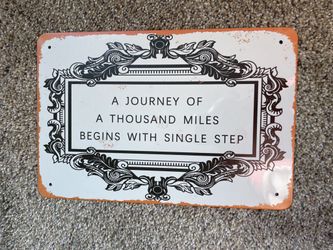 A JOURNEY OF
A THOUSAND MILES
BEGINS WITH SINGLE STEP